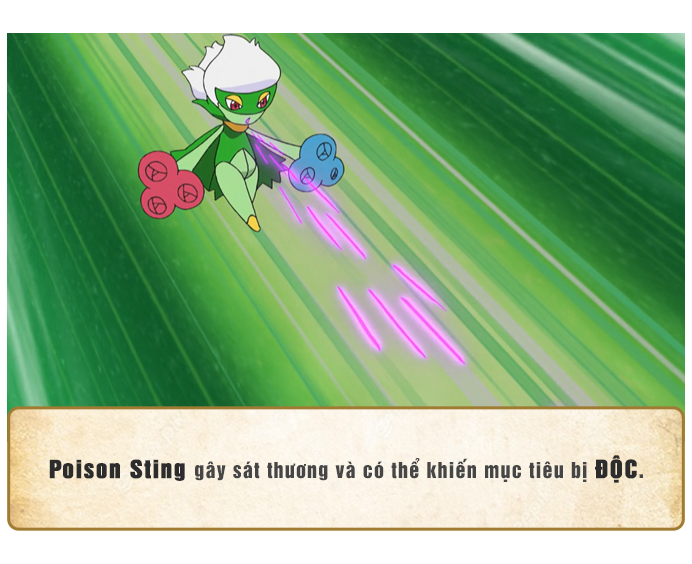 Poison Sting gây sát thương và có thể khiến mục tiêu bị ĐỘC.